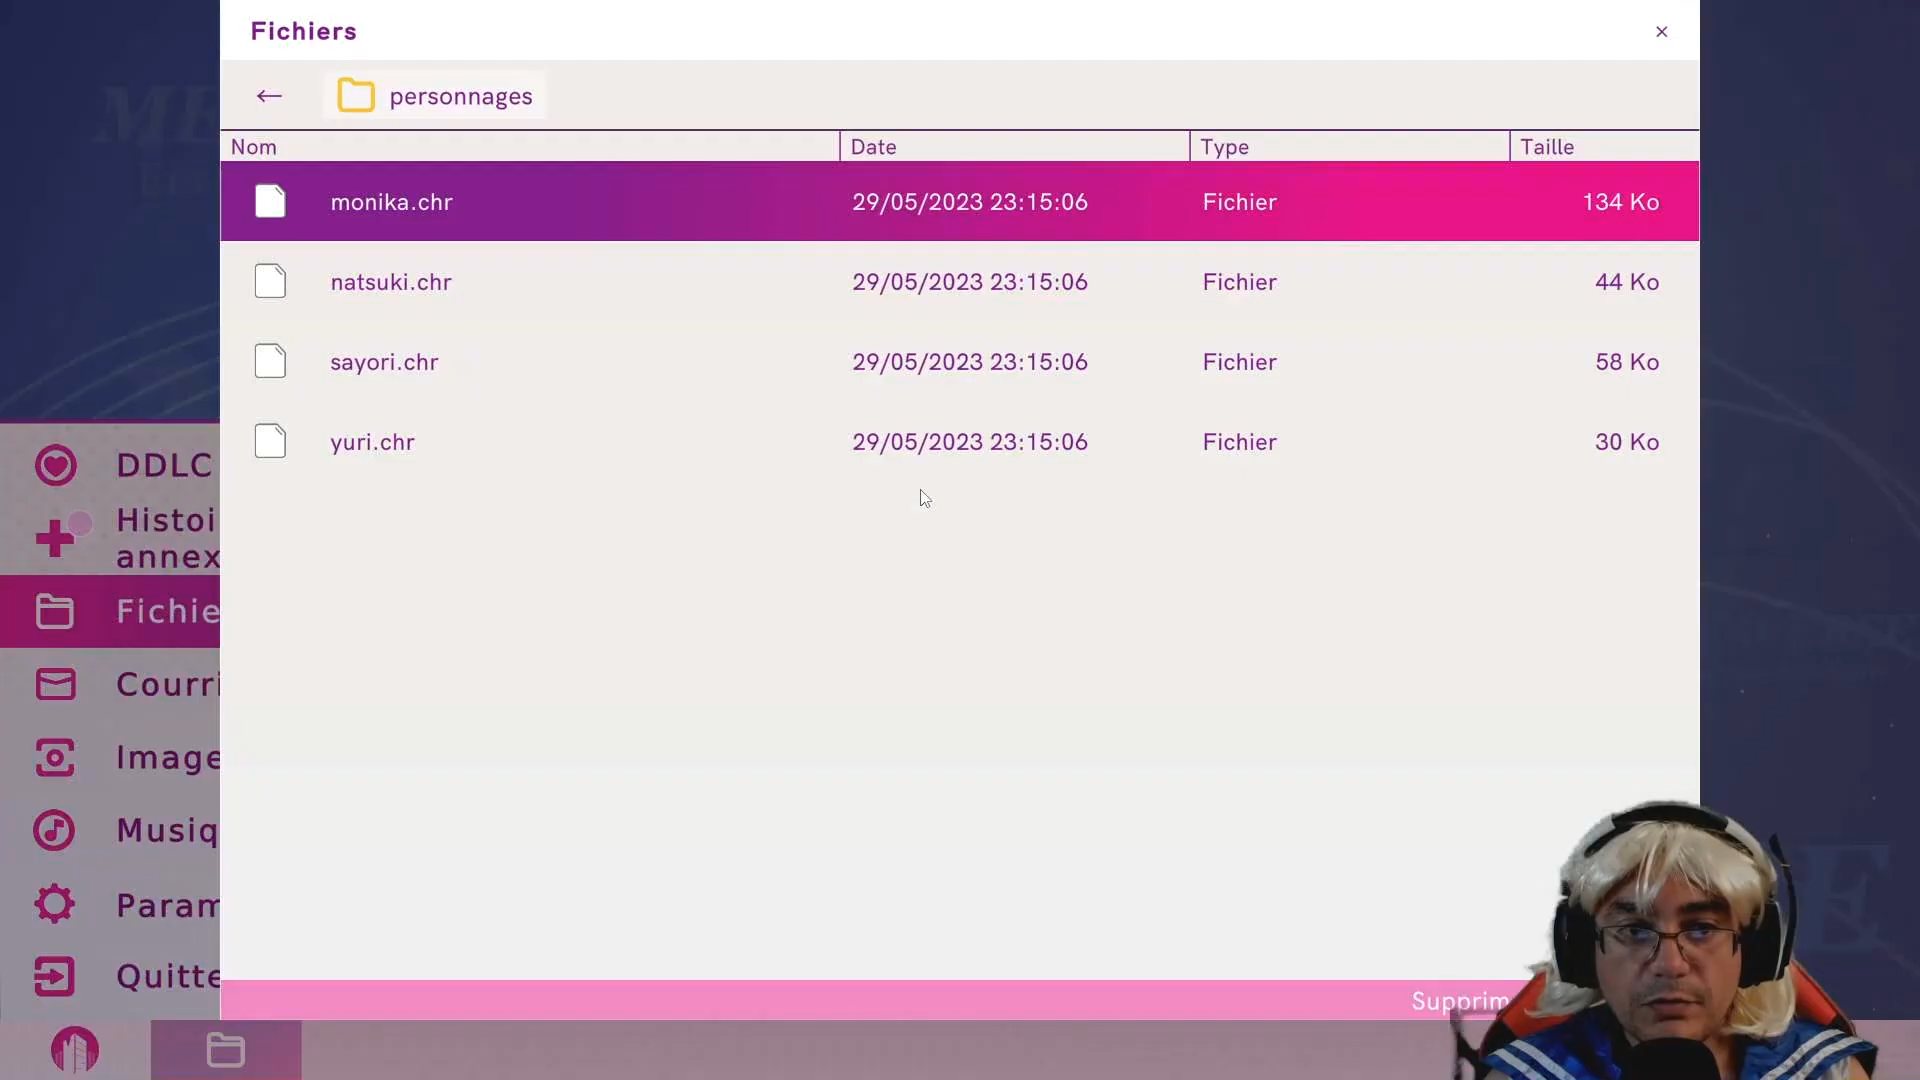 Fichiers
×
← personnages
Nom Date Type Taille
monika.chr 29/05/2023 23:15:06 Fichier 134 Ko
natsuki.chr 29/05/2023 23:15:06 Fichier 44 Ko
sayori.chr 29/05/2023 23:15:06 Fichier 58 Ko
yuri.chr 29/05/2023 23:15:06 Fichier 30 Ko
DDLC
Histoi
annex
Fichie
Courri
Image
Musiq
Param
Quitte
Supprim